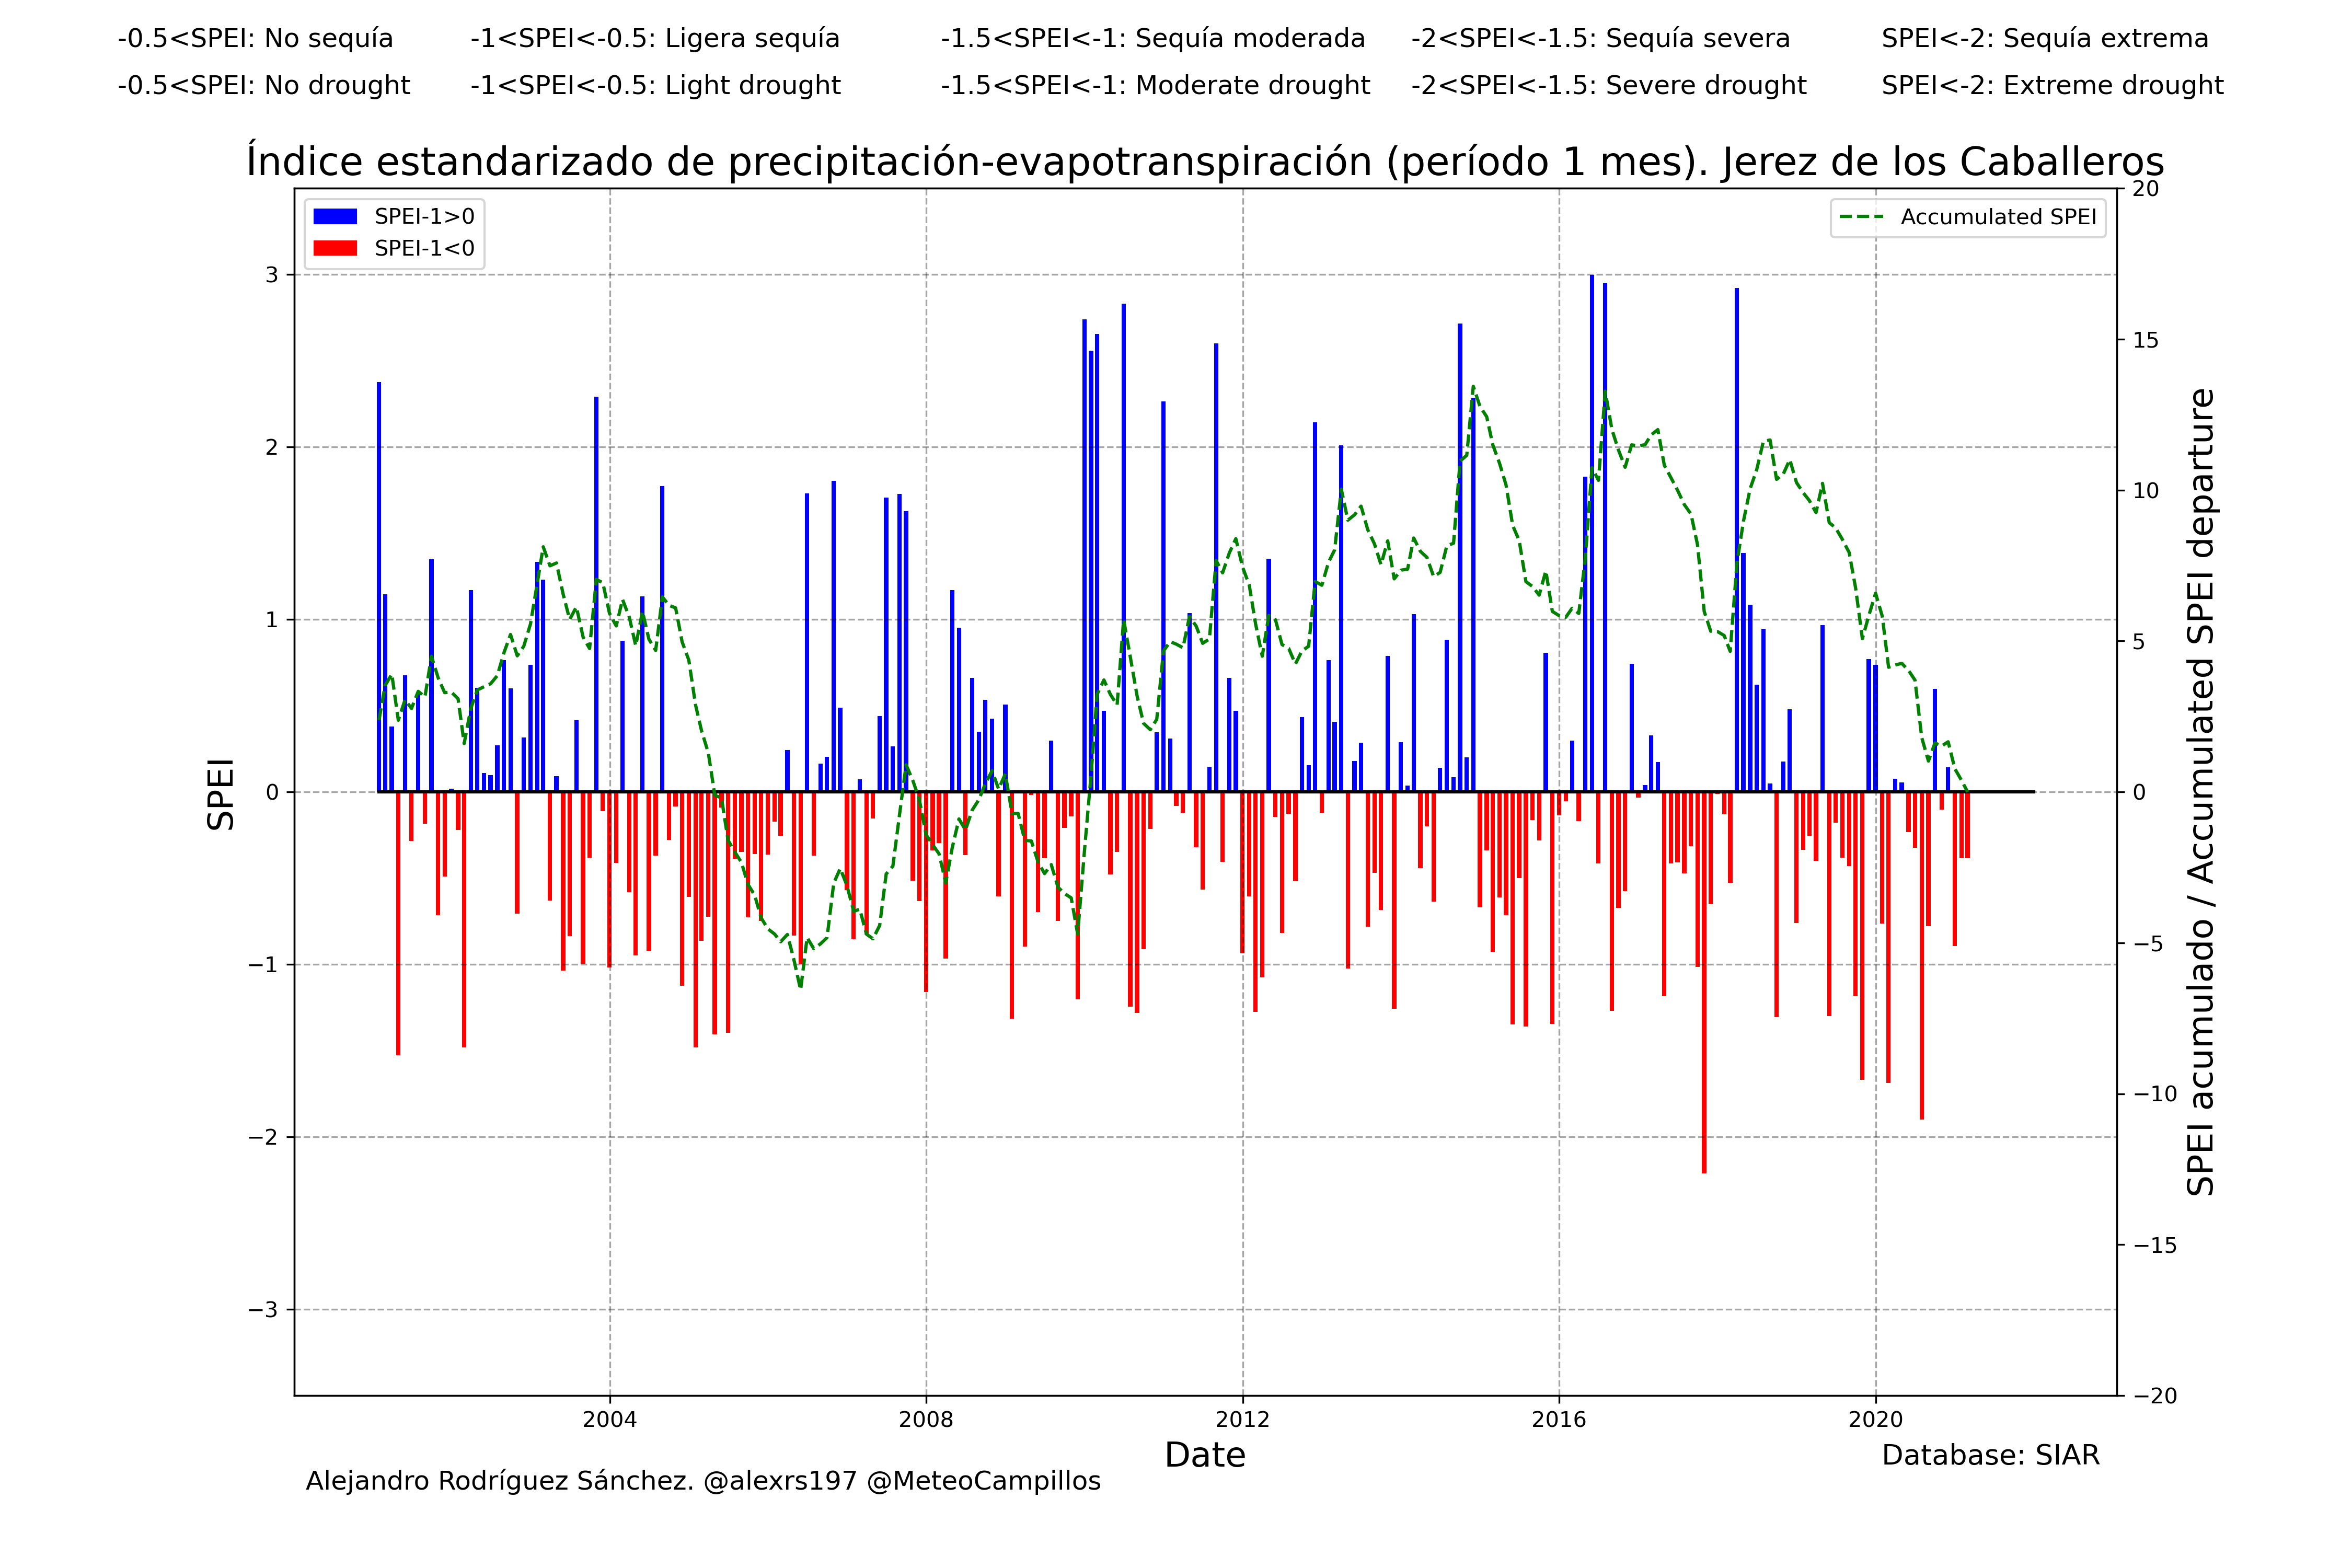 -0.5<SPEI: No sequía
-1<SPEI<-0.5: Ligera sequía
-1.5<SPEI<-1: Sequía moderada
-2<SPEI<-1.5: Sequía severa
SPEI<-2: Sequía extrema
-0.5<SPEI: No drought
-1<SPEI<-0.5: Light drought
-1.5<SPEI<-1: Moderate drought
-2<SPEI<-1.5: Severe drought
SPEI<-2: Extreme drought
Índice estandarizado de precipitación-evapotranspiración (período 1 mes). Jerez de los Caballeros
SPEI-1>0
SPEI-1<0
Accumulated SPEI
SPEI
3
2
1
0
−1
−2
−3
20
15
10
5
0
−5
−10
−15
−20
SPEI acumulado / Accumulated SPEI departure
2004
2008
2012
2016
2020
Date
Database: SIAR
Alejandro Rodríguez Sánchez. @alexrs197 @MeteoCampillos